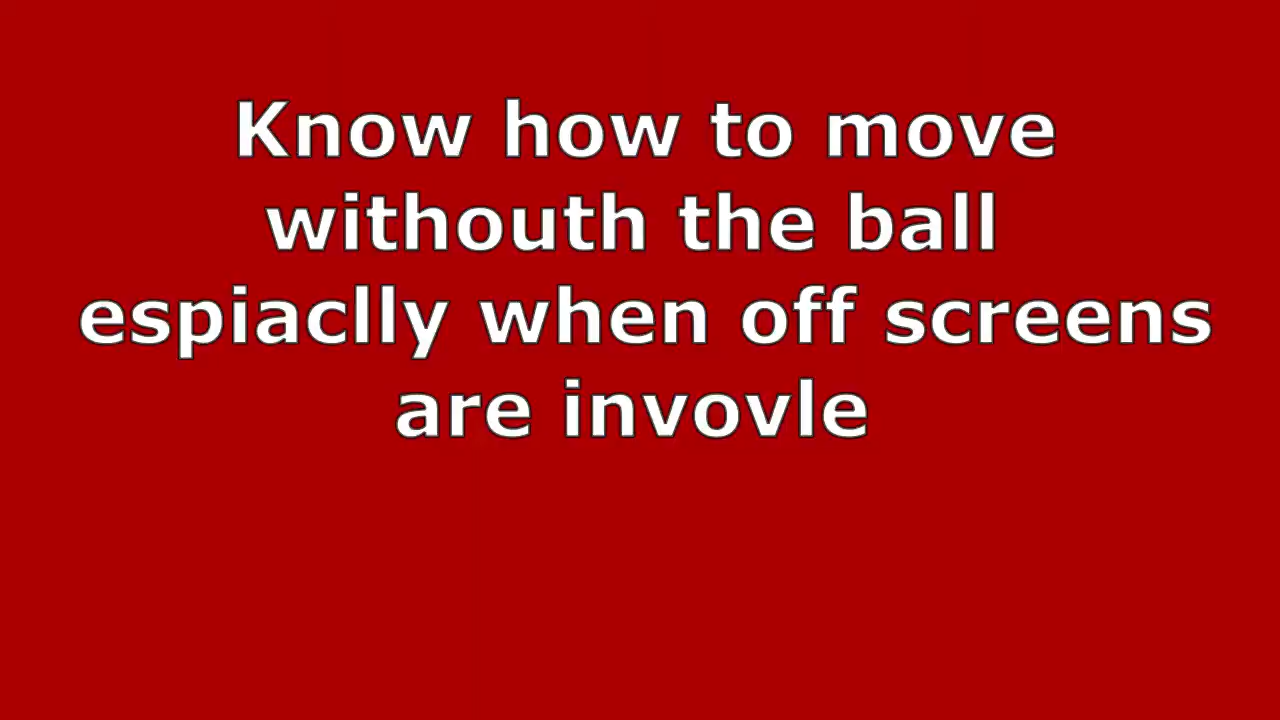 Know how to move
withouth the ball
espiaclly when off screens
are invovle